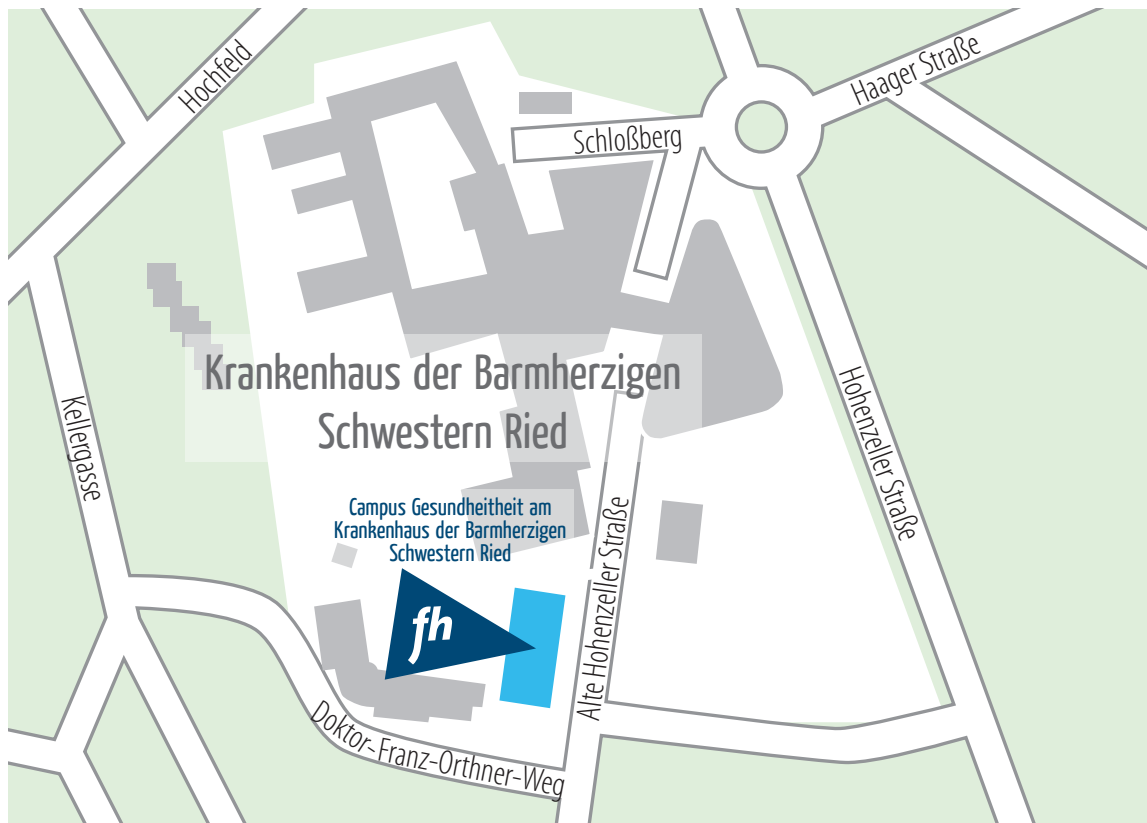 Hochfeld
Haager Straße
Schloßberg
Krankenhaus der Barmherzigen
Schwestern Ried
Kellergasse
Hohenzeller Straße
Campus Gesundheitheit am
Krankenhaus der Barmherzigen
Schwestern Ried
fh
Alte Hohenzeller Straße
Doktor-Franz-Orthner-Weg